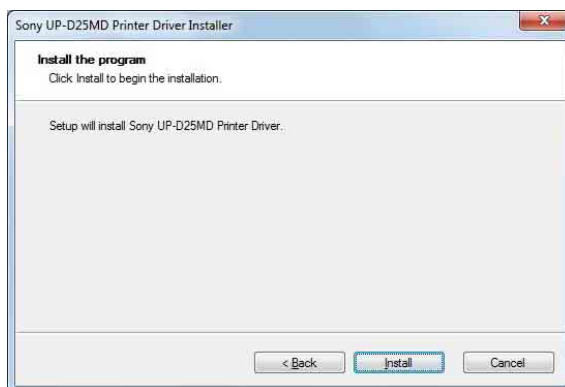 Sony UP-D25MD Printer Driver Installer
Install the program
Click Install to begin the installation.
Setup will install Sony UP-D25MD Printer Driver.
< Back Install Cancel